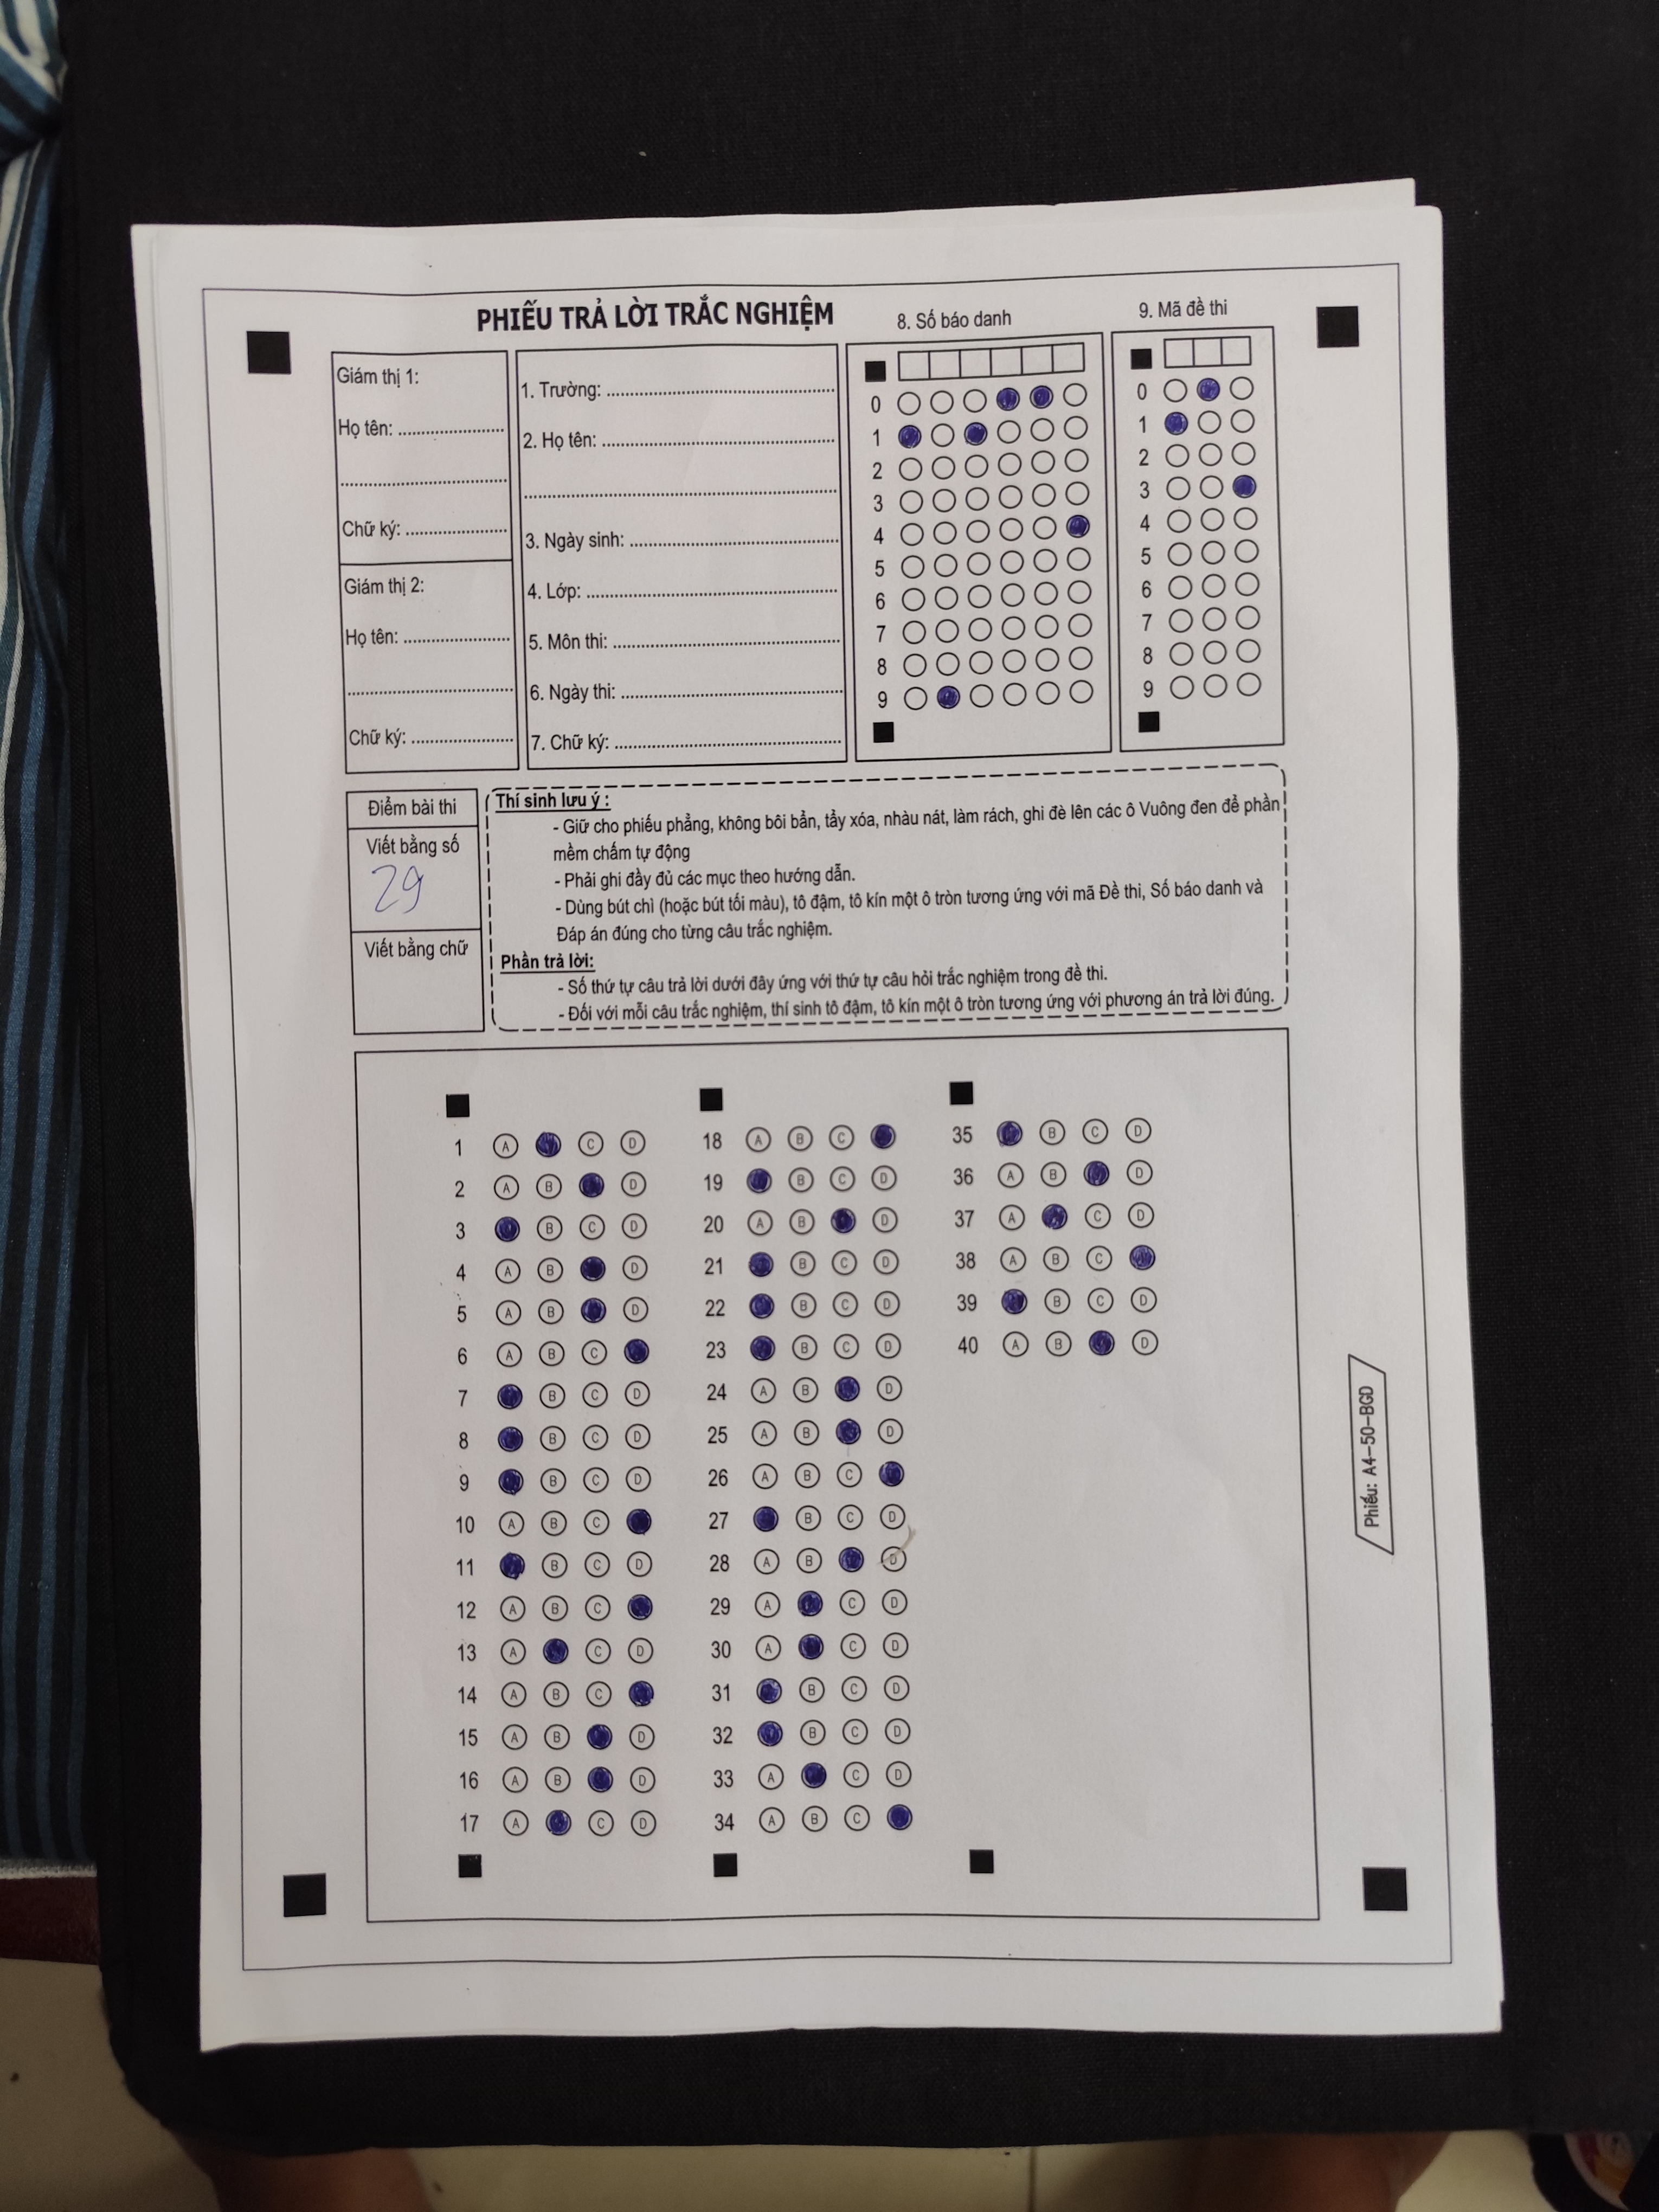 PHIẾU TRẢ LỜI TRẮC NGHIỆM
Giám thị 1:
Họ tên:
Chữ ký:
Giám thị 2:
Họ tên:
Chữ ký:
1. Trường:
2. Họ tên:
3. Ngày sinh:
4. Lớp:
5. Môn thi:
6. Ngày thi:
7. Chữ ký:
8. Số báo danh
0
1
2
3
4
5
6
7
8
9
9. Mã đề thi
0
1
2
3
4
5
6
7
8
9
Điểm bài thi
Viết bằng số
29
Viết bằng chữ
Thí sinh lưu ý :
- Giữ cho phiếu phẳng, không bôi bẩn, tẩy xóa, nhàu nát, làm rách, ghi đè lên các ô Vuông đen để phần
mềm chấm tự động
- Phải ghi đầy đủ các mục theo hướng dẫn.
- Dùng bút chì (hoặc bút tối màu), tô đậm, tô kín một ô tròn tương ứng với mã Đề thi, Số báo danh và
Đáp án đúng cho từng câu trắc nghiệm.
Phần trả lời:
- Số thứ tự câu trả lời dưới đây ứng với thứ tự câu hỏi trắc nghiệm trong đề thi.
- Đối với mỗi câu trắc nghiệm, thí sinh tô đậm, tô kín một ô tròn tương ứng với phương án trả lời đúng.
1 A C D
2 A B D
3 B C D
4 A B D
5 A B D
6 A B C
7 B C D
8 B C D
9 B C D
10 A B C
11 B C D
12 A B C
13 A C D
14 A B C
15 A B D
16 A B D
17 A C D
18 A B C
19 B C D
20 A B D
21 B C D
22 B C D
23 B C D
24 A B D
25 A B D
26 A B C
27 B C D
28 A B D
29 A C D
30 A C D
31 B C D
32 B C D
33 A C D
34 A B C
35 B C D
36 A B D
37 A C D
38 A B C
39 B C D
40 A B D
Phiếu: A4-50-BGD